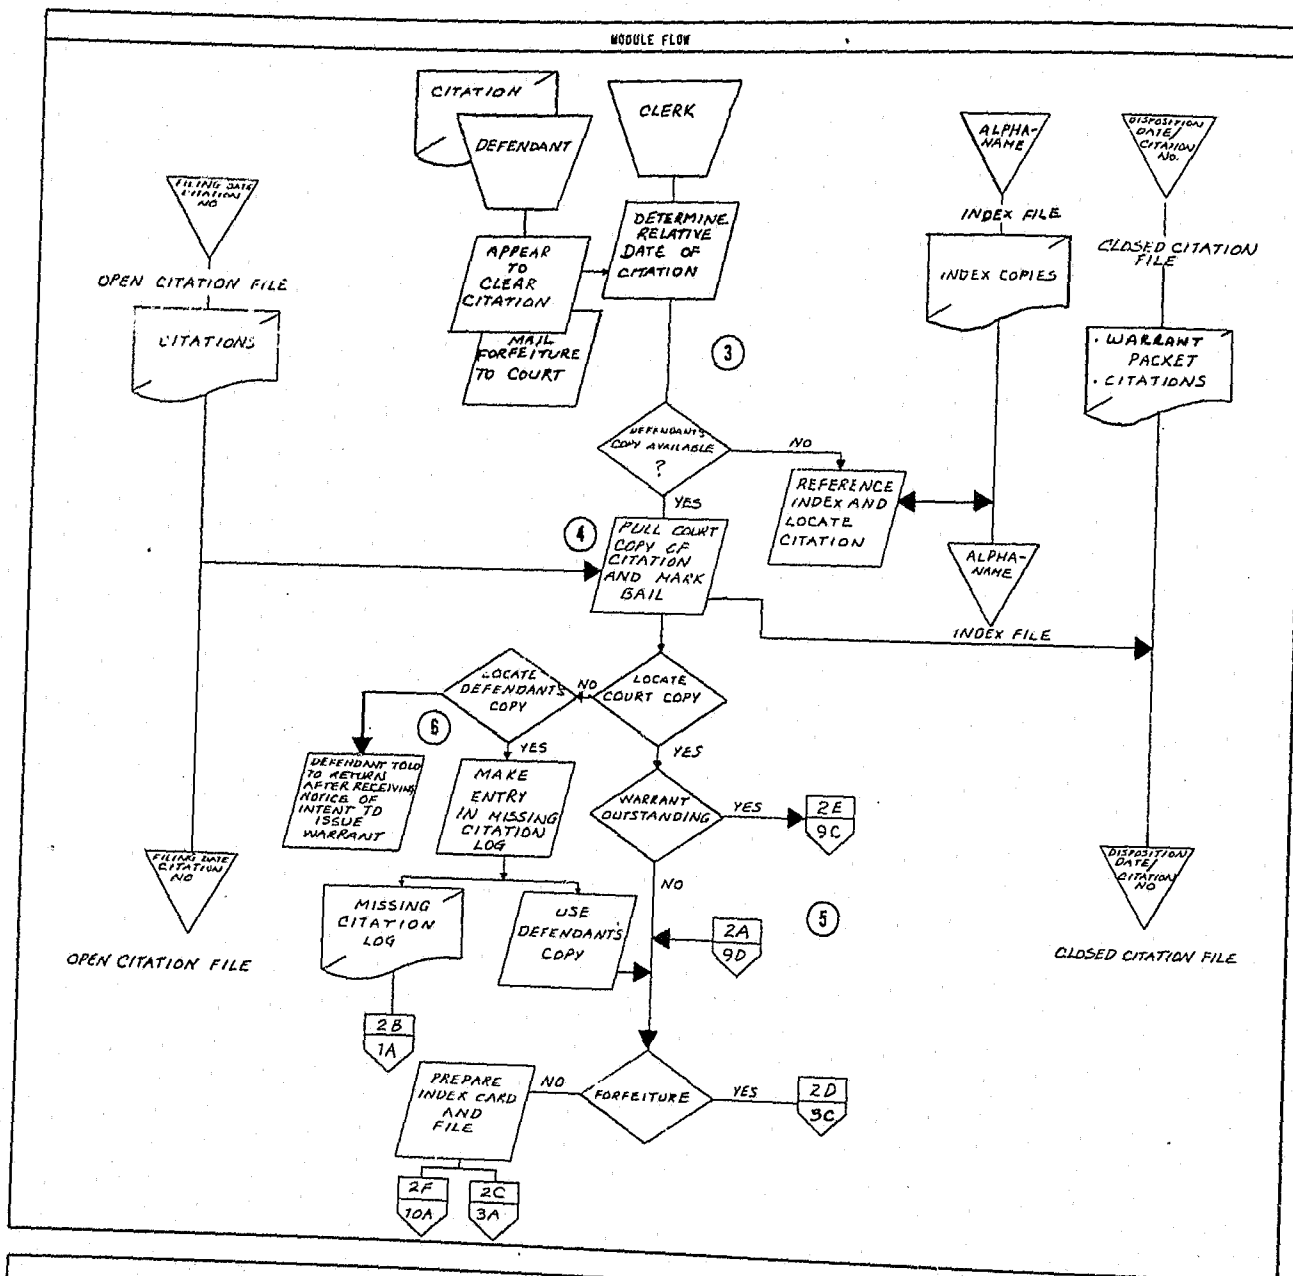 MODULE FLOW
CITATION
DEFENDANT
CLERK
ALPHA-
NAME
DISPOSITION
DATE/
CITATION
NO.
FILING DATE
CITATION
NO
INDEX FILE
DETERMINE
RELATIVE
DATE OF
CITATION
APPEAR
TO
CLEAR
CITATION
CLOSED CITATION
FILE
OPEN CITATION FILE
INDEX COPIES
CITATIONS
MAIL
FORFEITURE
TO COURT
3
· WARRANT
PACKET
· CITATIONS
DEFENDANT'S
COPY AVAILABLE
?
NO
YES
REFERENCE
INDEX AND
LOCATE
CITATION
4
PULL COURT
COPY OF
CITATION
AND MARK
BAIL
ALPHA-
NAME
INDEX FILE
LOCATE
DEFENDANT'S
COPY
NO
LOCATE
COURT COPY
6
YES
YES
DEFENDANT TOLD
TO RETURN
AFTER RECEIVING
NOTICE OF
INTENT TO
ISSUE
WARRANT
MAKE
ENTRY
IN MISSING
CITATION
LOG
WARRANT
OUTSTANDING
YES
2E
9C
FILING DATE
CITATION
NO
DISPOSITION
DATE/
CITATION
NO
NO
MISSING
CITATION
LOG
USE
DEFENDANT'S
COPY
5
2A
9D
OPEN CITATION FILE
CLOSED CITATION FILE
2B
1A
PREPARE
INDEX CARD
AND
FILE
NO
FORFEITURE
YES
2D
3C
2F
10A
2C
3A